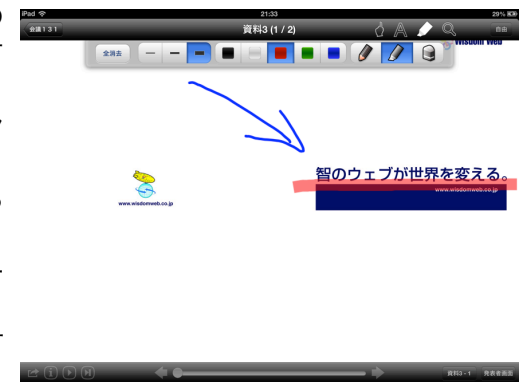 iPad 21:33 29%
会議131 資料3 (1 / 2) 自由
全消去
Wisdom Web
智のウェブが世界を変える。
www.wisdomweb.co.jp
www.wisdomweb.co.jp
資料3 - 1 発表者画面